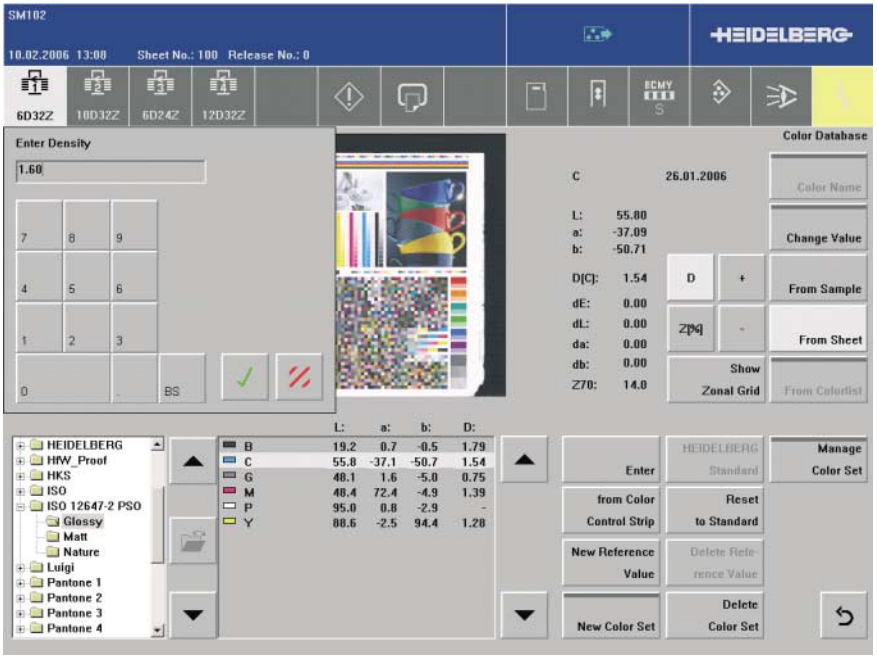 SM102
10.02.2006 13:08 Sheet No.: 100 Release No.: 0
HEIDELBERG
1 2 3 4
6D32Z 18D32Z 6D24Z 12D32Z
ECMY
S
Enter Density
1.60
7 8 9
4 5 6
1 2 3
0 . BS
Color Database
C 26.01.2006
L: 55.80
a: -37.09
b: -50.71
D[C]: 1.54
dE: 0.00
dL: 0.00
da: 0.00
db: 0.00
Z70: 14.0
D +
zpq -
Show
Zonal Grid
Color Name
Change Value
From Sample
From Sheet
From Colorlist
HEIDELBERG
HfW_Proof
HKS
ISO
ISO 12647-2 PSO
Glossy
Matt
Nature
Luigi
Pantone 1
Pantone 2
Pantone 3
Pantone 4
L: a: b: D:
B 19.2 0.7 -0.5 1.79
C 55.8 -37.1 -50.7 1.54
G 48.1 1.6 -5.0 0.75
M 48.4 72.4 -4.9 1.39
P 95.0 0.8 -2.9 -
Y 88.6 -2.5 94.4 1.28
Enter
HEIDELBERG
Standard
Manage
Color Set
from Color
Control Strip
Reset
to Standard
New Reference
Value
Delete Refe-
rence Value
New Color Set
Delete
Color Set